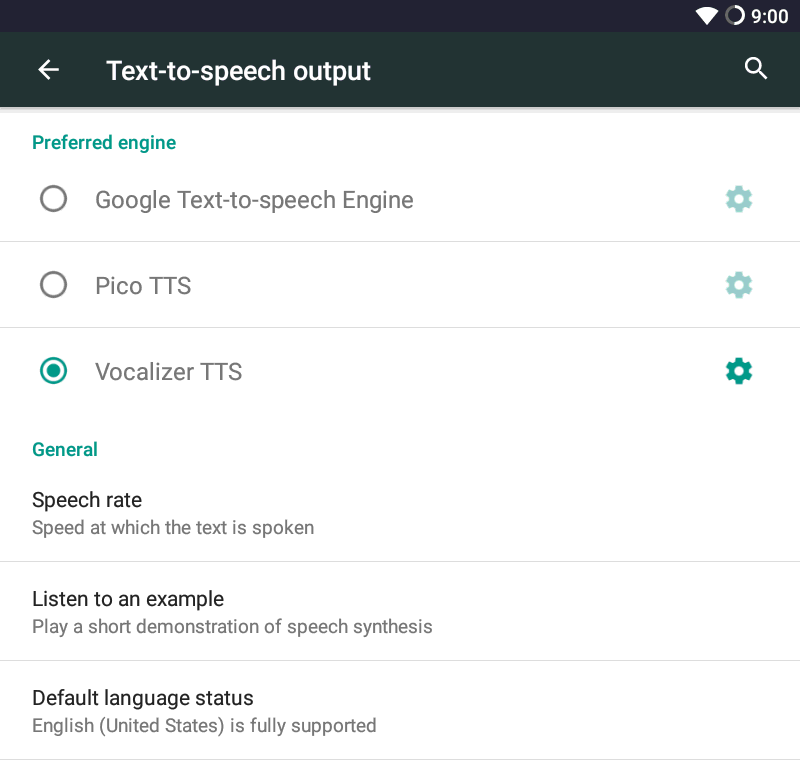 9:00
Text-to-speech output
Preferred engine
Google Text-to-speech Engine
Pico TTS
Vocalizer TTS
General
Speech rate
Speed at which the text is spoken
Listen to an example
Play a short demonstration of speech synthesis
Default language status
English (United States) is fully supported